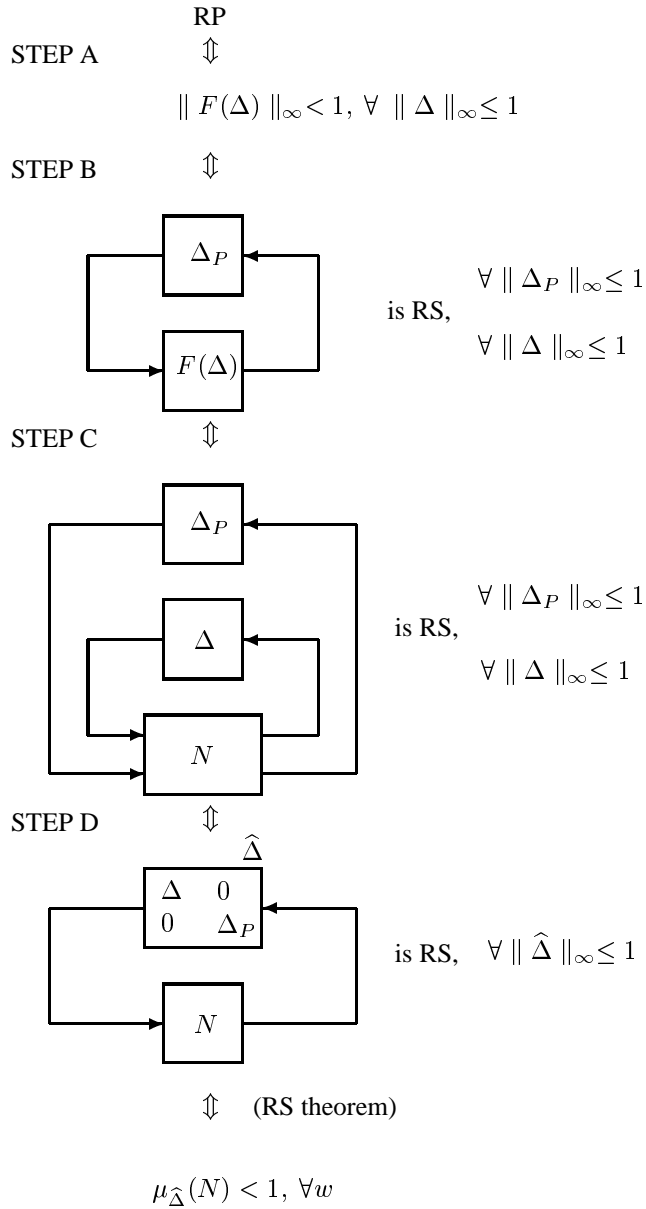 RP
STEP A ⇕
‖ F(Δ) ‖∞< 1, ∀ ‖ Δ ‖∞≤ 1
STEP B ⇕
Δ_P
∀ ‖ Δ_P ‖∞≤ 1
is RS,
∀ ‖ Δ ‖∞≤ 1
F(Δ)
STEP C ⇕
Δ_P
∀ ‖ Δ_P ‖∞≤ 1
is RS,
Δ
∀ ‖ Δ ‖∞≤ 1
N
STEP D ⇕
Δ̂
Δ 0
0 Δ_P
is RS, ∀ ‖ Δ̂ ‖∞≤ 1
N
⇕ (RS theorem)
μ_Δ̂(N) < 1, ∀w